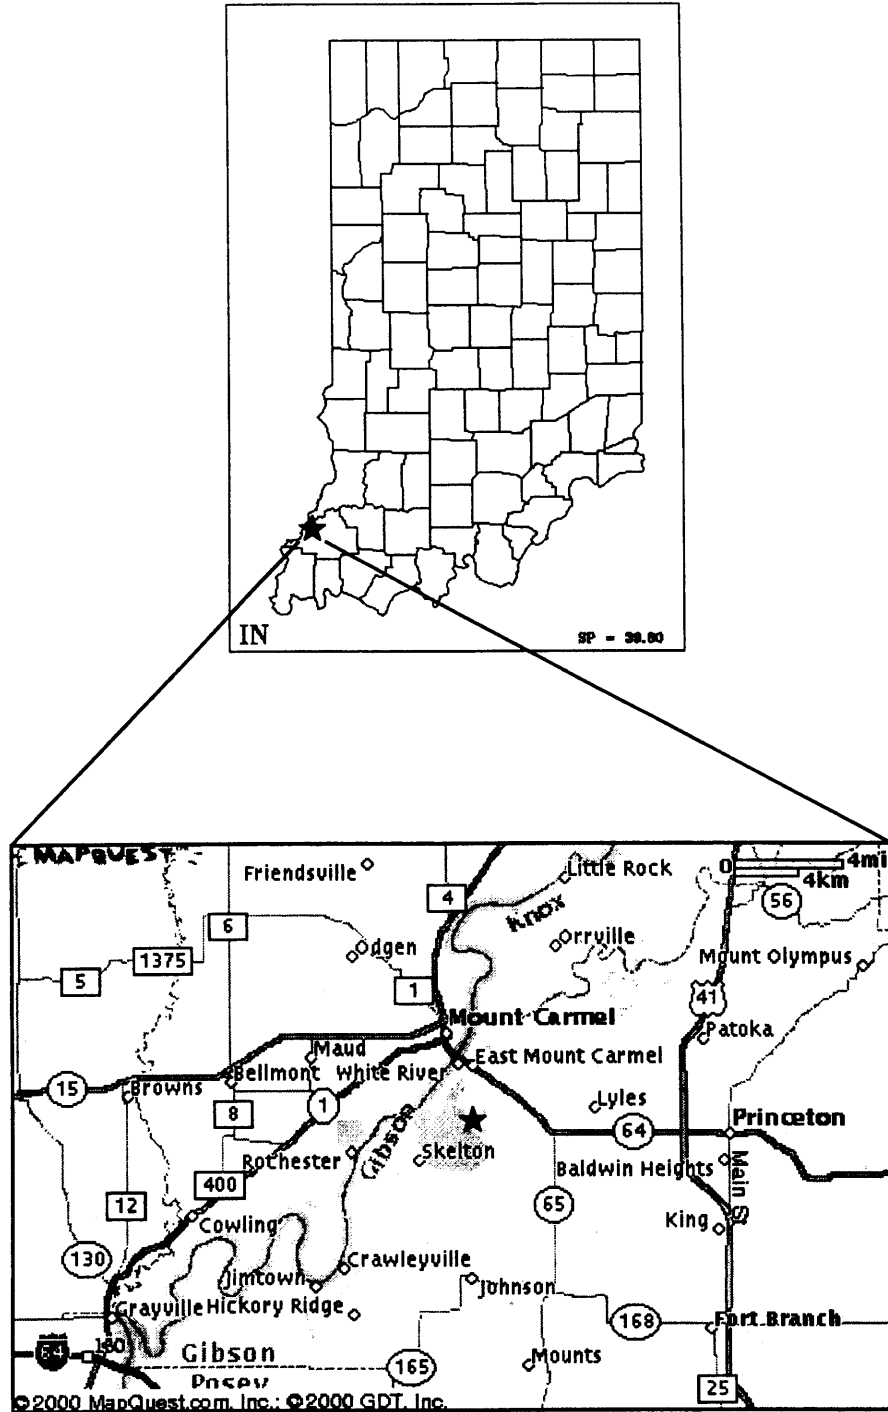 IN
SP = 39.80
MAPQUEST
Friendsville
Little Rock
0 4mi
4km
4
Knox
56
6
Odgen
Orrville
1375
5
Mount Olympus
1
41
Mount Carmel
Patoka
Maud
East Mount Carmel
White River
Bellmont
15
Browns
Lyles
1
8
64
Princeton
Gibson
Skelton
Rochester
Baldwin Heights
Main St
400
12
65
King
Cowling
130
Crawleyville
Jimtown
Johnson
Grayville
Hickory Ridge
168
Fort Branch
Gibson
Mounts
165
Posey
25
©2000 MapQuest.com, Inc.; ©2000 GDT, Inc.